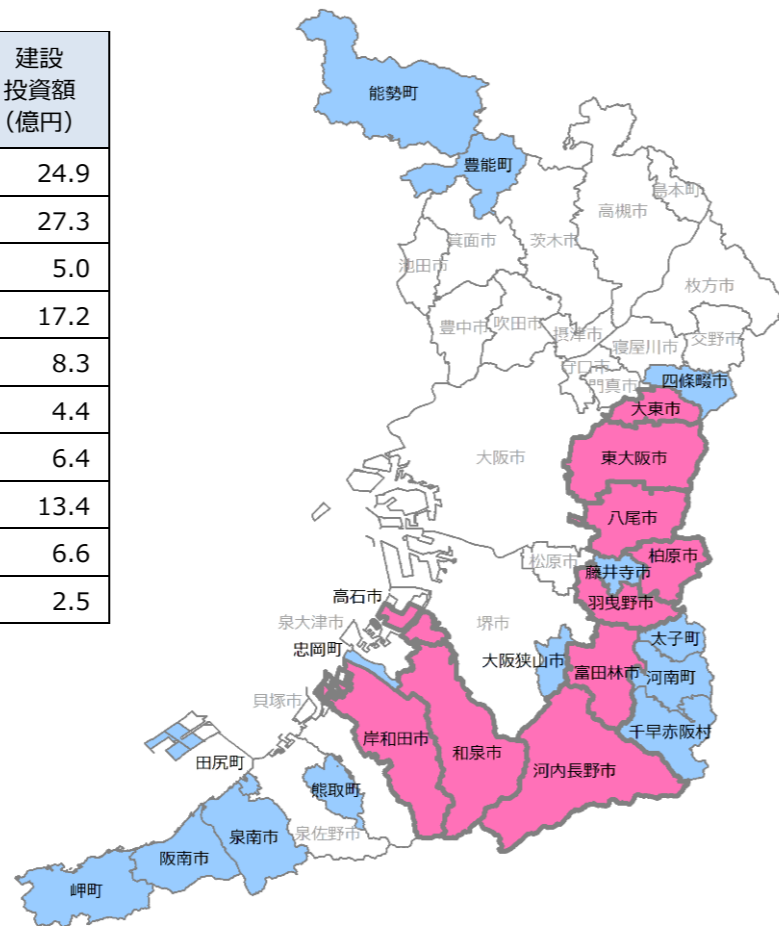 建設
投資額
（億円）
24.9
27.3
5.0
17.2
8.3
4.4
6.4
13.4
6.6
2.5
能勢町
豊能町
島本町
高槻市
茨木市
箕面市
池田市
枚方市
豊中市
吹田市
摂津市
交野市
寝屋川市
守口市
門真市
四條畷市
大東市
大阪市
東大阪市
八尾市
松原市
柏原市
藤井寺市
高石市
羽曳野市
泉大津市
堺市
太子町
忠岡町
大阪狭山市
富田林市
河南町
貝塚市
千早赤阪村
岸和田市
和泉市
田尻町
河内長野市
熊取町
泉南市
泉佐野市
阪南市
岬町